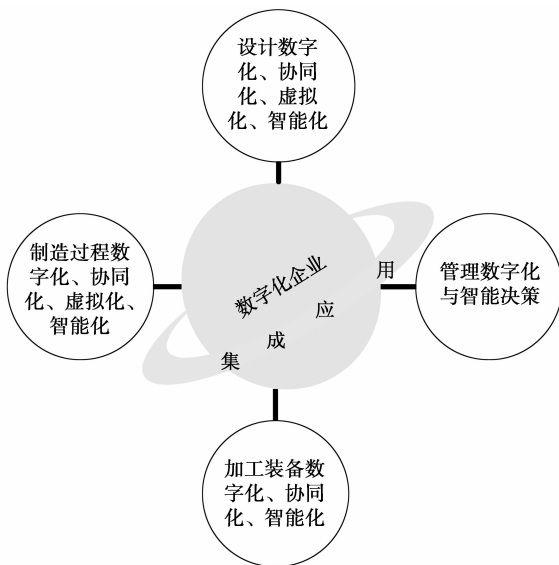 设计数字
化、协同
化、虚拟
化、智能化
制造过程数
字化、协同
化、虚拟化、
智能化
数字化企业
集成应用
管理数字化
与智能决策
加工装备数
字化、协同
化、智能化